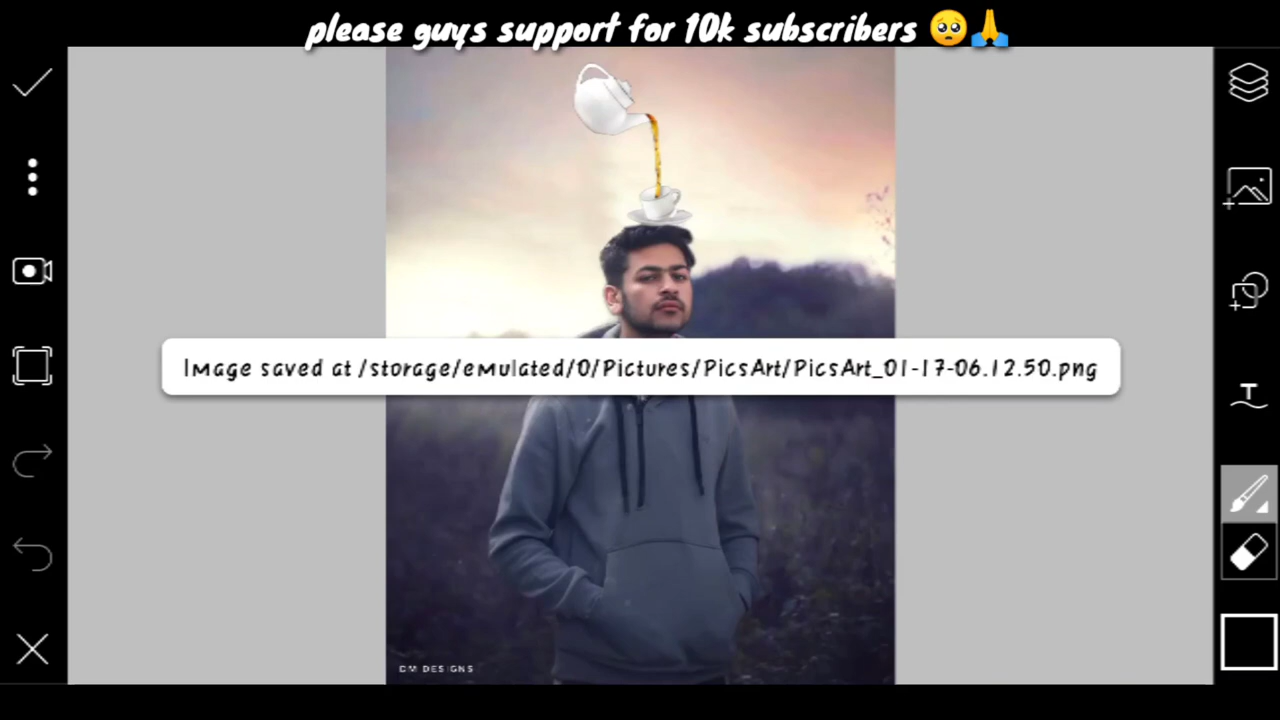 please guys support for 10k subscribers 🥺🙏
Image saved at /storage/emulated/0/Pictures/PicsArt/PicsArt_01-17-06.12.50.png
T
DM DESIGNS